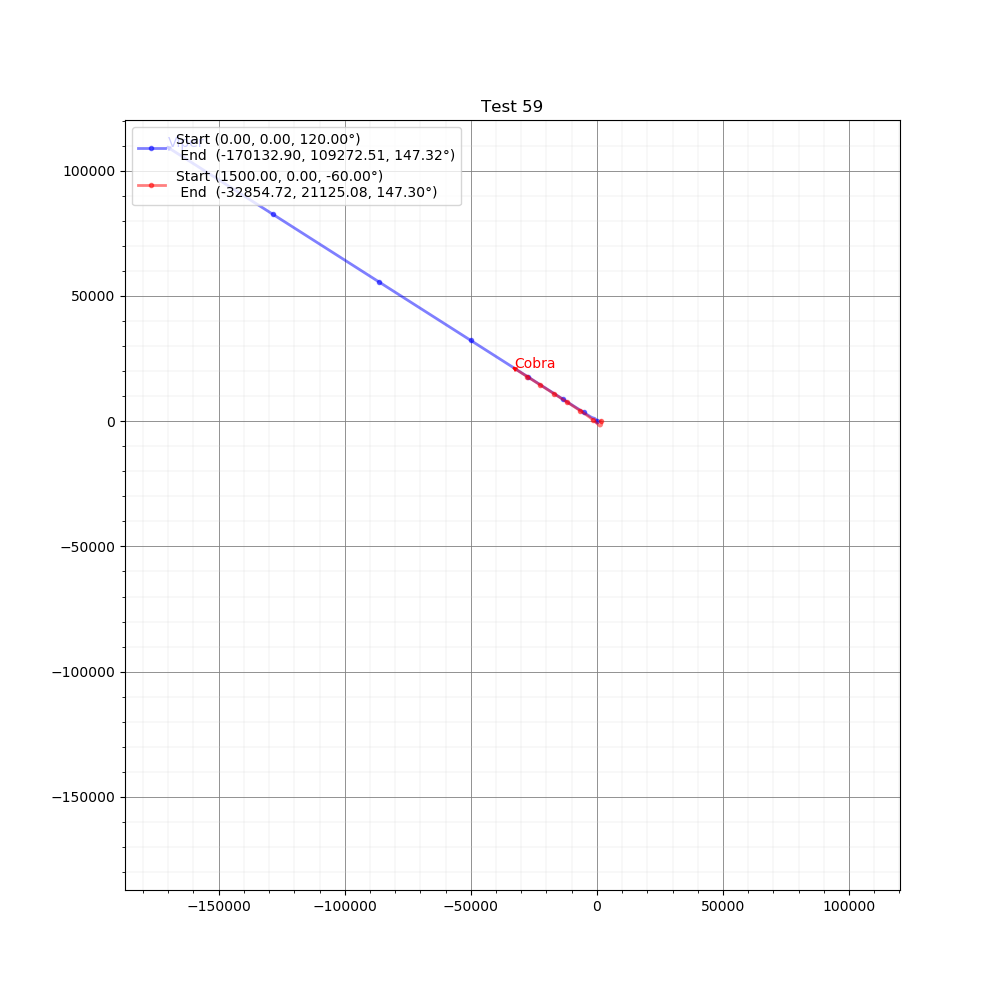 Test 59
Start (0.00, 0.00, 120.00°)
End (-170132.90, 109272.51, 147.32°)
Start (1500.00, 0.00, -60.00°)
End (-32854.72, 21125.08, 147.30°)
100000
50000
Cobra
0
−50000
−100000
−150000
−150000 −100000 −50000 0 50000 100000